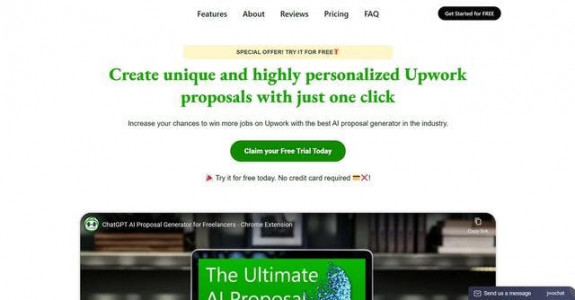 Features About Reviews Pricing FAQ Get Started for FREE
SPECIAL OFFER! TRY IT FOR FREE
Create unique and highly personalized Upwork
proposals with just one click
Increase your chances to win more jobs on Upwork with the best AI proposal generator in the industry.
Claim your Free Trial Today
Try it for free today. No credit card required !
ChatGPT AI Proposal Generator for Freelancers - Chrome Extension
Copy link
The Ultimate
AI Proposal
Send us a message jivochat